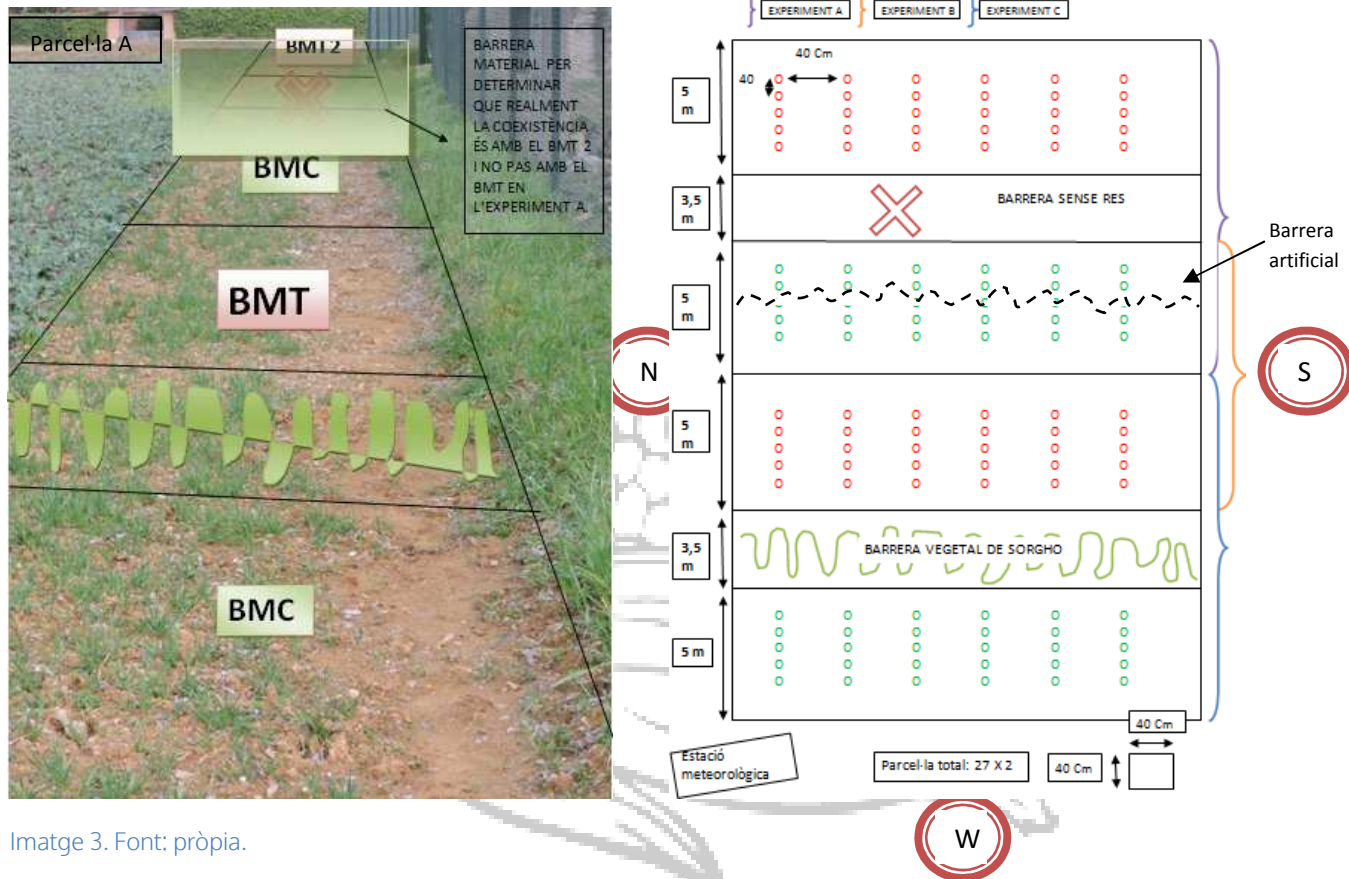 Parcel·la A
BMT 2
BARRERA
MATERIAL PER
DETERMINAR
QUE REALMENT
LA COEXISTÈNCIA
ÉS AMB EL BMT 2
I NO PAS AMB EL
BMT EN
L'EXPERIMENT A.
BMC
BMT
BMC
EXPERIMENT A
EXPERIMENT B
EXPERIMENT C
40 Cm
40
5
m
3,5
m
BARRERA SENSE RES
Barrera
artificial
5
m
N
S
5
m
3,5
m
BARRERA VEGETAL DE SORGHO
5 m
40 Cm
Estació
meteorològica
Parcel·la total: 27 X 2
40 Cm
W
Imatge 3. Font: pròpia.